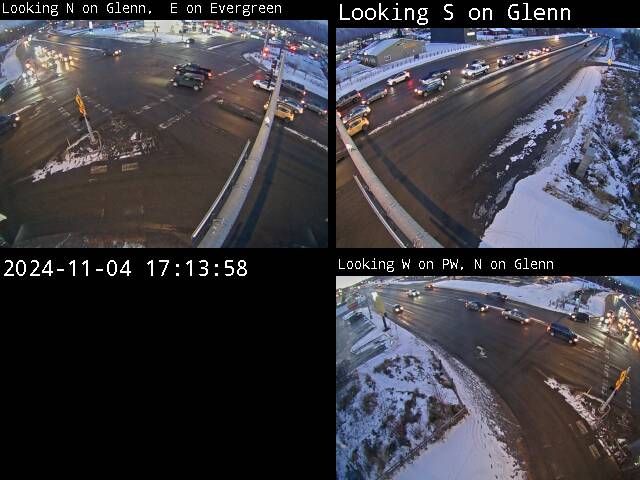 Looking N on Glenn,  E on Evergreen
Looking S on Glenn
2024-11-04 17:13:58
Looking W on PW, N on Glenn